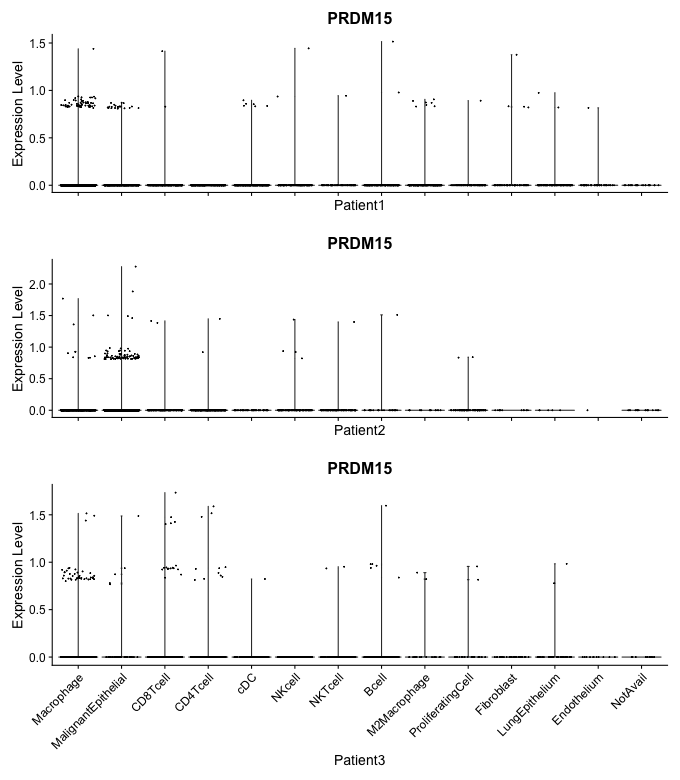 PRDM15
Expression Level
1.5
1.0
0.5
0.0
Patient1
PRDM15
Expression Level
2.0
1.5
1.0
0.5
0.0
Patient2
PRDM15
Expression Level
1.5
1.0
0.5
0.0
Macrophage
MalignantEpithelial
CD8Tcell
CD4Tcell
cDC
NKcell
NKTcell
Bcell
M2Macrophage
ProliferatingCell
Fibroblast
LungEpithelium
Endothelium
NotAvail
Patient3